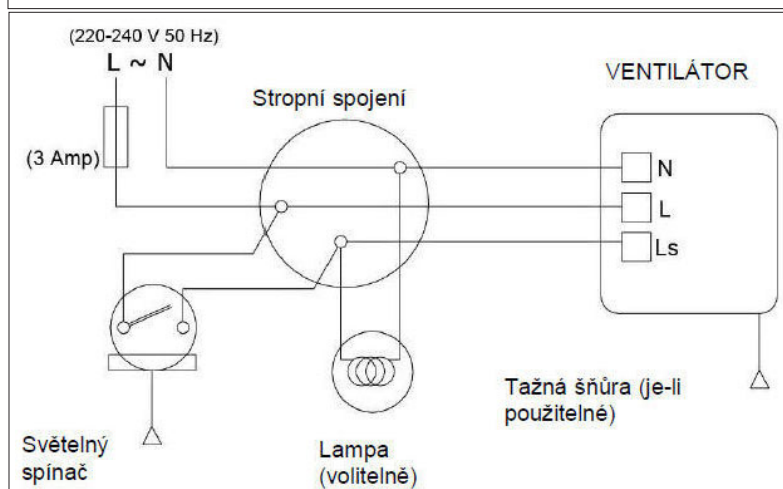 (220-240 V 50 Hz)
L ~ N
VENTILÁTOR
Stropní spojení
(3 Amp)
N
L
Ls
Tažná šňůra (je-li
použitelné)
Světelný
spínač
Lampa
(volitelně)